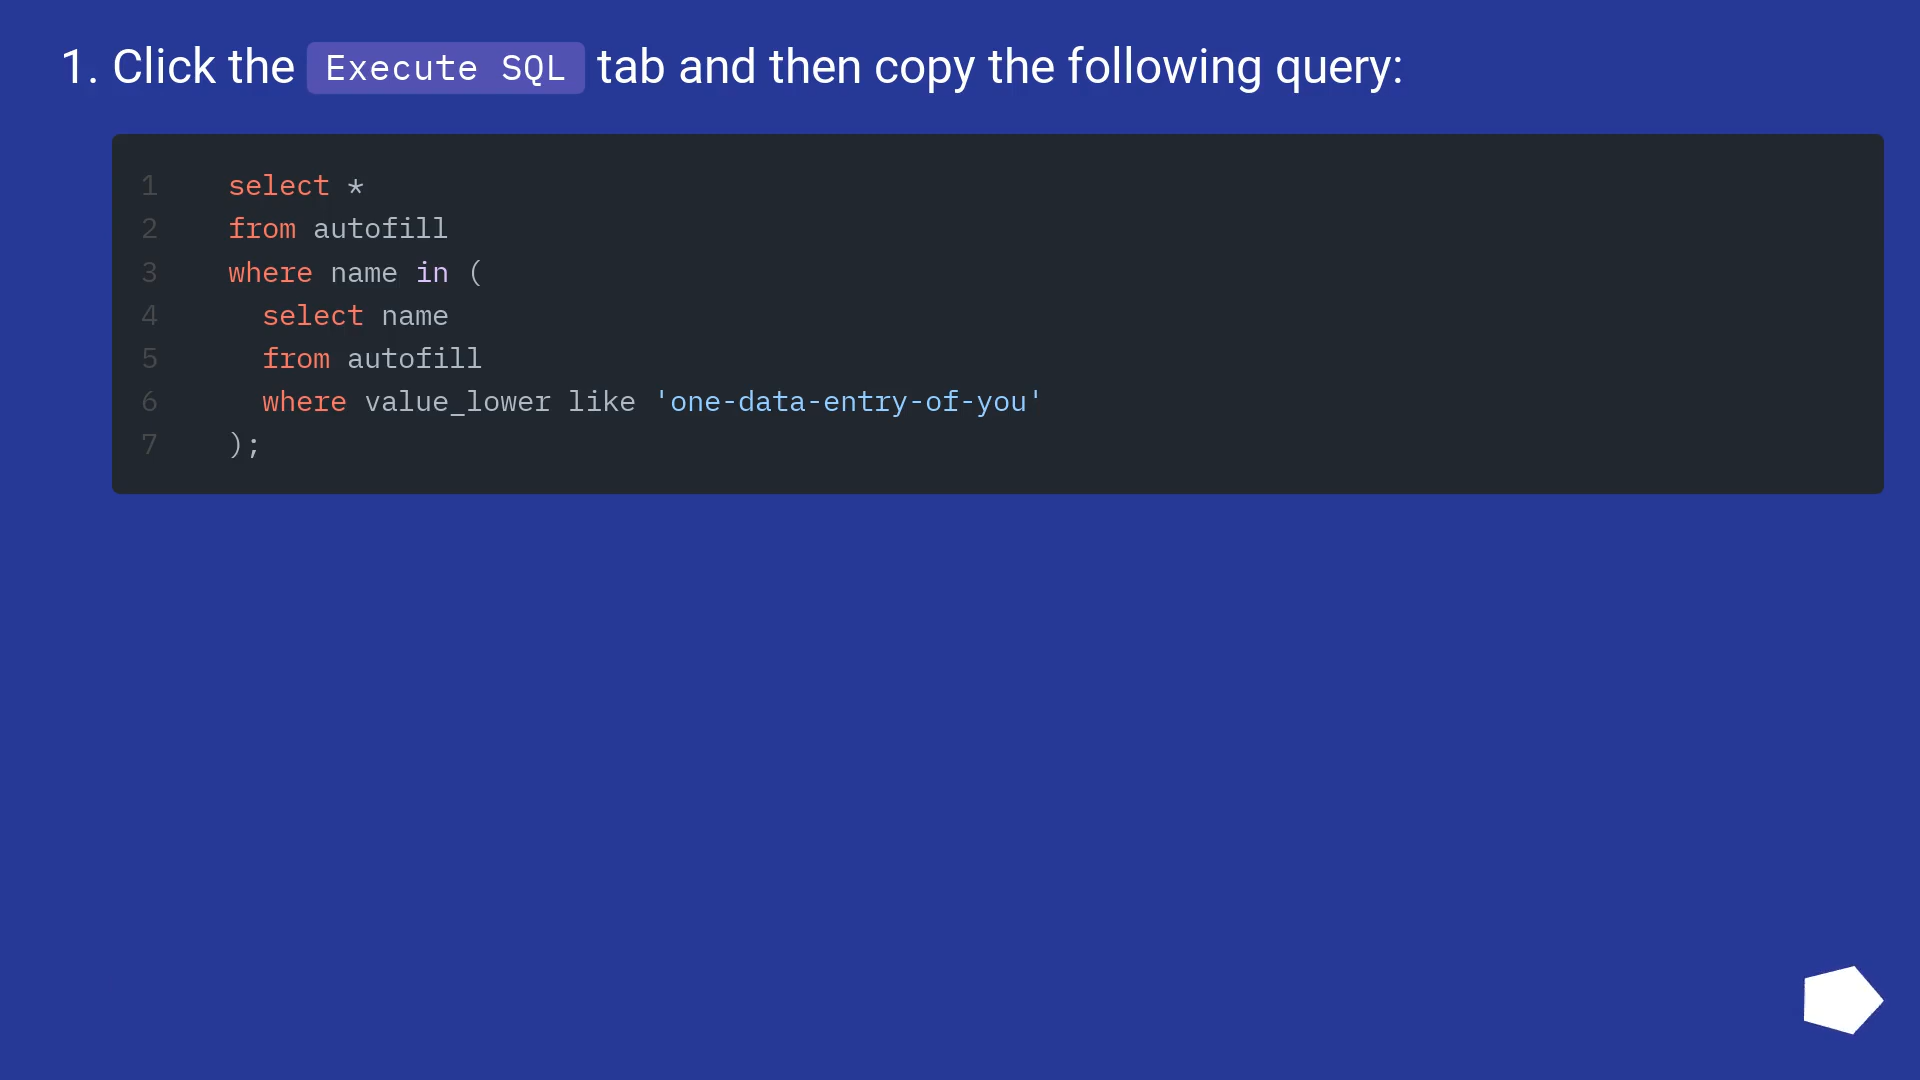 1. Click the Execute SQL tab and then copy the following query:
1 select *
2 from autofill
3 where name in (
4   select name
5   from autofill
6   where value_lower like 'one-data-entry-of-you'
7 );